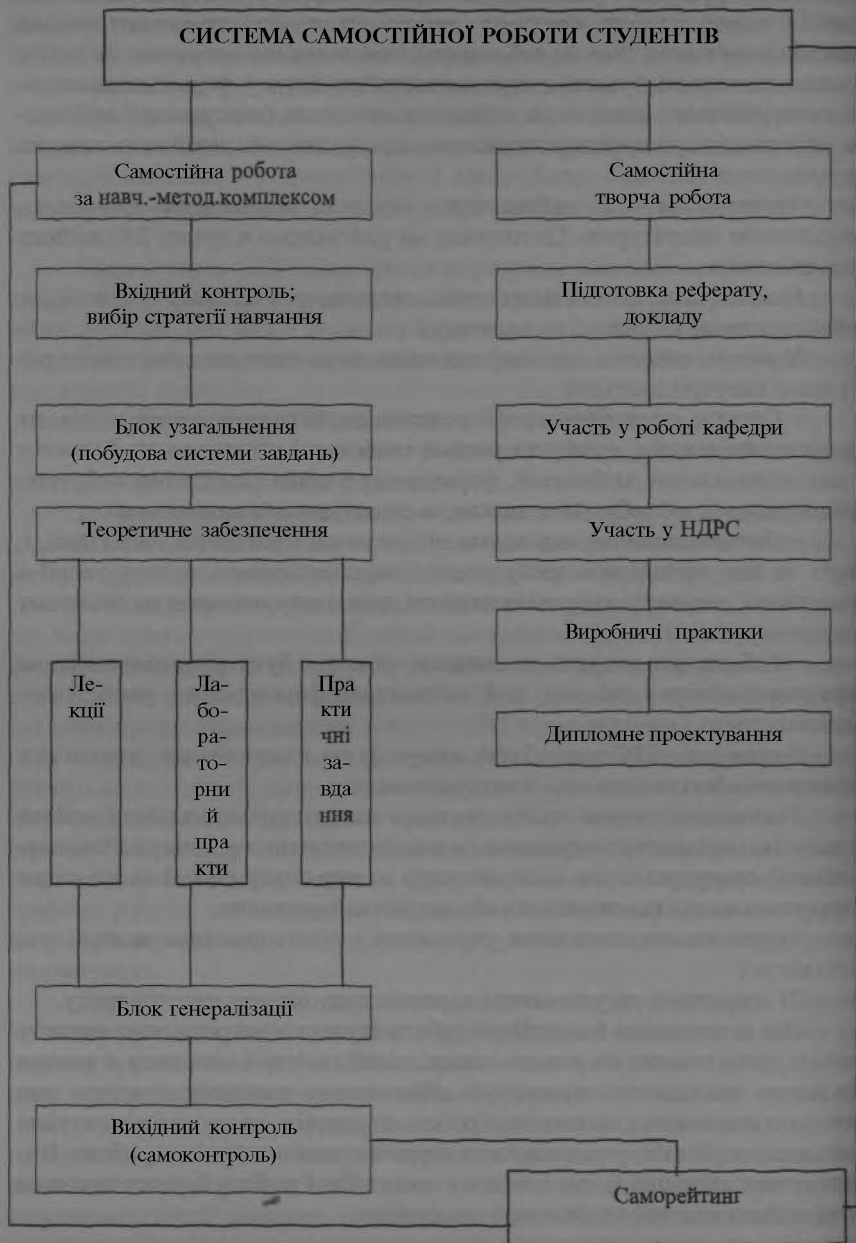 СИСТЕМА САМОСТІЙНОЇ РОБОТИ СТУДЕНТІВ
Самостійна робота
за навч.-метод.комплексом
Вхідний контроль;
вибір стратегії навчання
Блок узагальнення
(побудова системи завдань)
Теоретичне забезпечення
Ле-
кції
Ла-
бо-
ра-
то-
рни
й
пра
кти
Пра
кти
чні
за-
вда
ння
Блок генералізації
Вихідний контроль
(самоконтроль)
Самостійна
творча робота
Підготовка реферату,
докладу
Участь у роботі кафедри
Участь у НДРС
Виробничі практики
Дипломне проектування
Саморейтинг